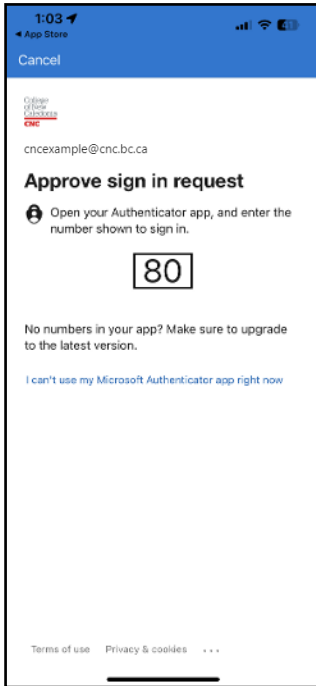 1:03
◀ App Store
Cancel
College
of New
Caledonia
CNC
cncexample@cnc.bc.ca
Approve sign in request
Open your Authenticator app, and enter the
number shown to sign in.
80
No numbers in your app? Make sure to upgrade
to the latest version.
I can't use my Microsoft Authenticator app right now
Terms of use Privacy & cookies ...